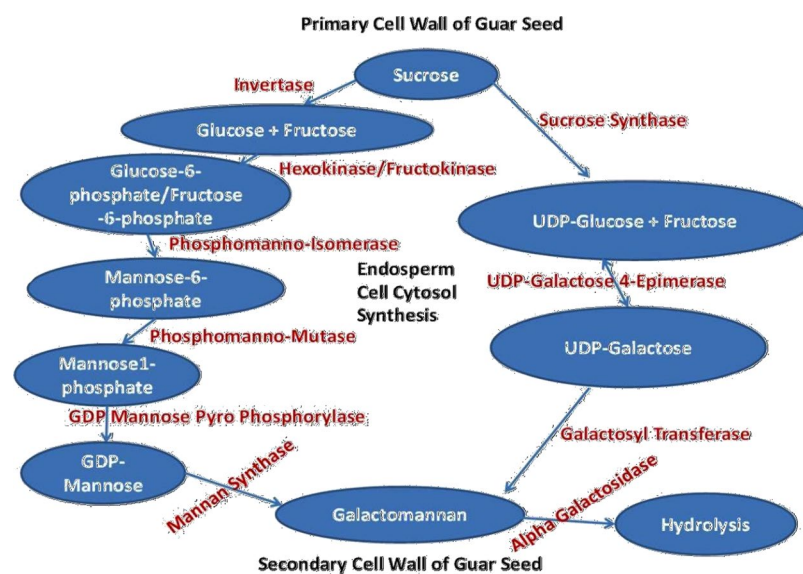 Primary Cell Wall of Guar Seed
Sucrose
Invertase
Glucose + Fructose
Sucrose Synthase
Hexokinase/Fructokinase
Glucose-6-
phosphate/Fructose
-6-phosphate
UDP-Glucose + Fructose
Phosphomanno-Isomerase
Endosperm
Cell Cytosol
Synthesis
UDP-Galactose 4-Epimerase
Mannose-6-
phosphate
Phosphomanno-Mutase
UDP-Galactose
Mannose1-
phosphate
GDP Mannose Pyro Phosphorylase
Galactosyl Transferase
GDP-
Mannose
Mannan Synthase
Galactomannan
Alpha Galactosidase
Hydrolysis
Secondary Cell Wall of Guar Seed